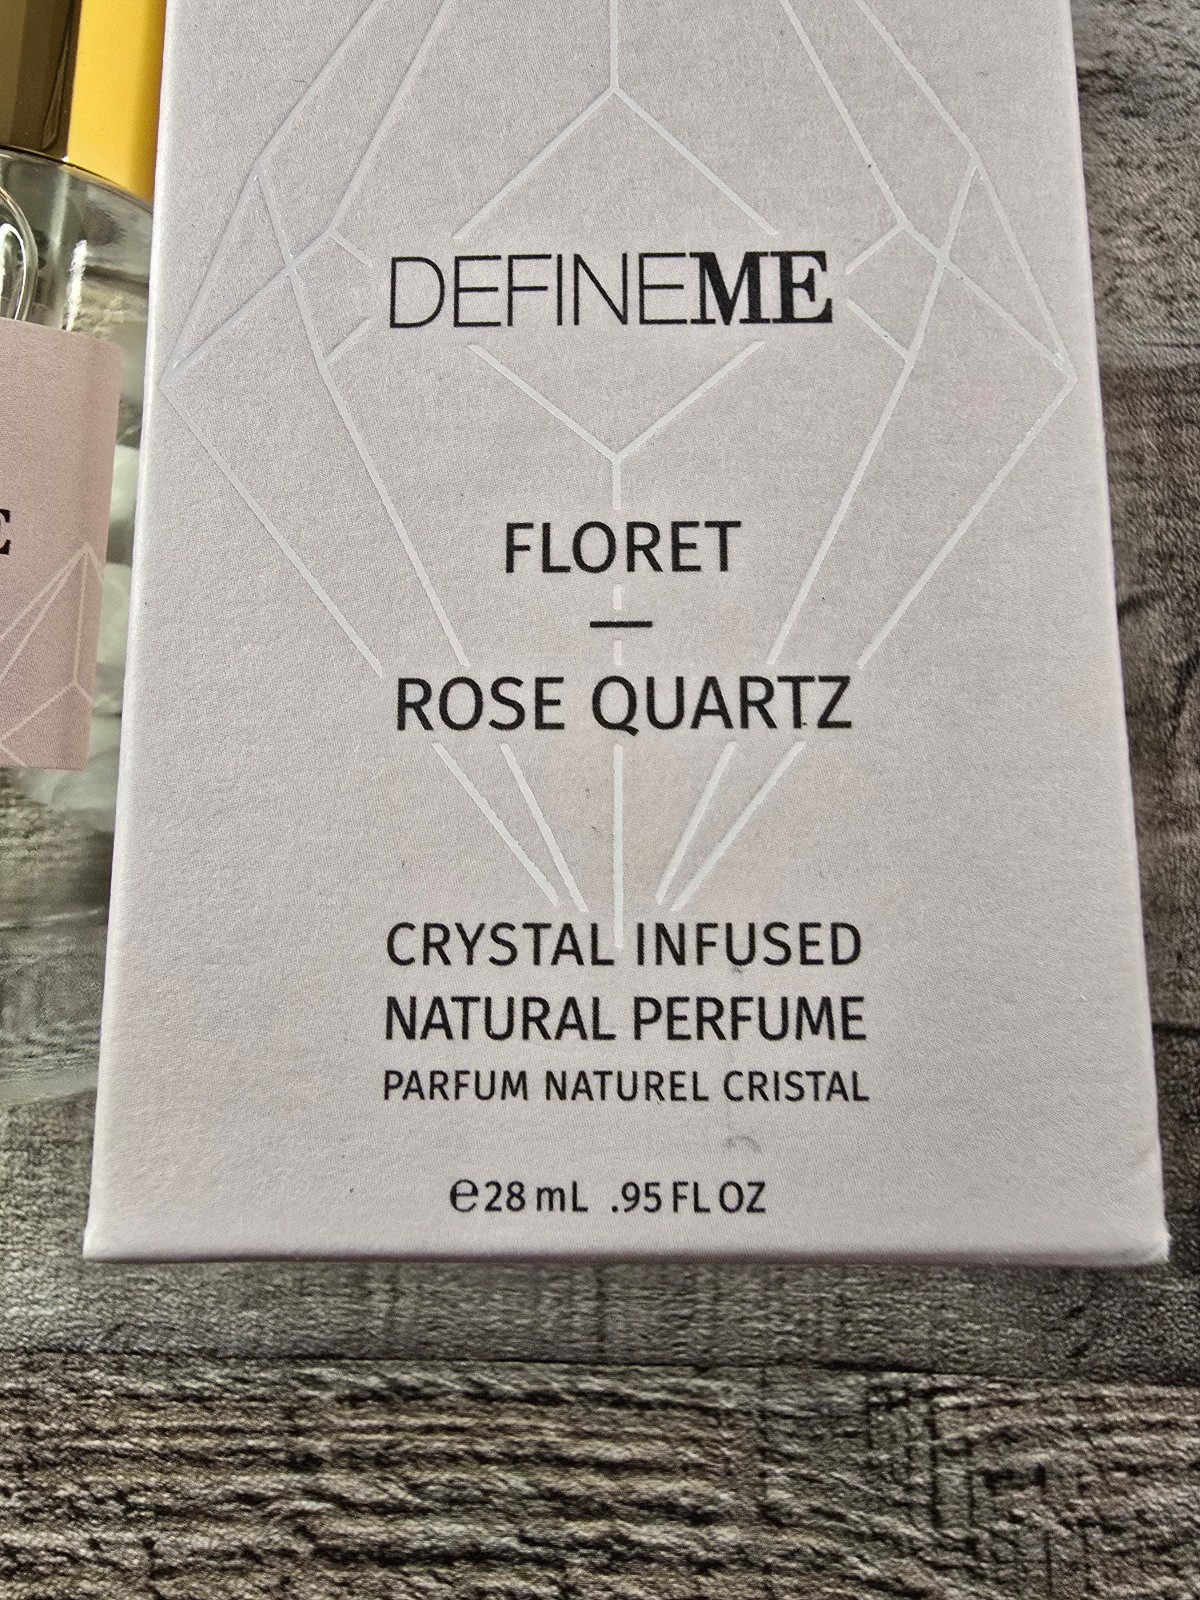 DEFINEME
FLORET
—
ROSE QUARTZ
CRYSTAL INFUSED
NATURAL PERFUME
PARFUM NATUREL CRISTAL
℮28 mL .95 FL OZ
E